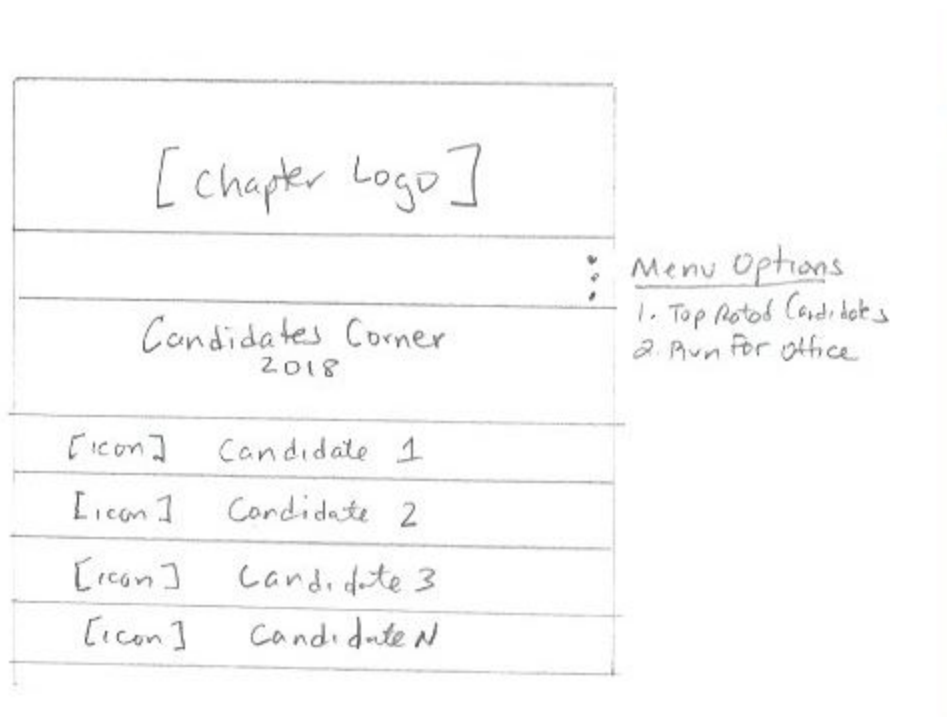 [Chapter Logo]
Menu Options
1. Top Rated Candidates
2. Run For Office
Candidates Corner
2018
[icon] Candidate 1
[icon] Candidate 2
[icon] Candidate 3
[icon] Candidate N